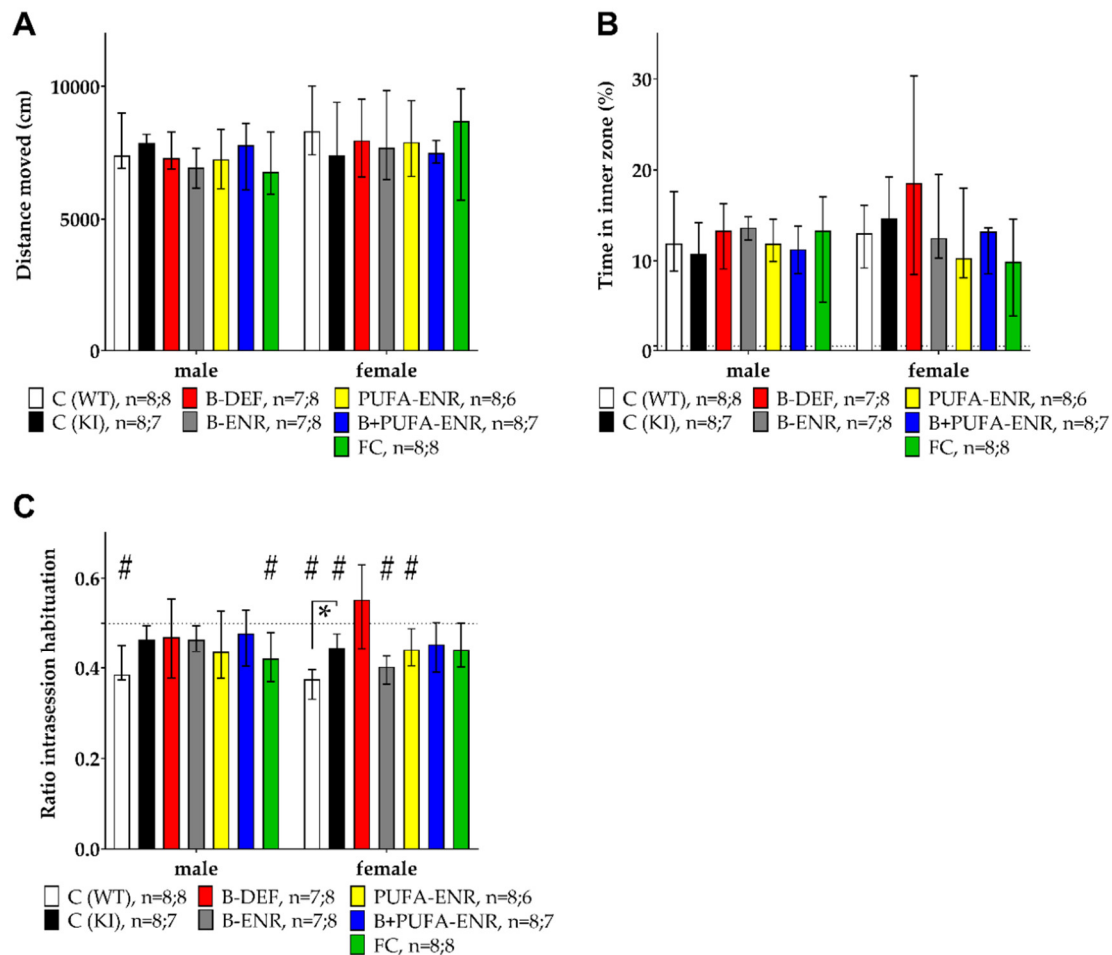 A
Distance moved (cm)
10000
5000
0
male female
C (WT), n=8;8 B-DEF, n=7;8 PUFA-ENR, n=8;6
C (KI), n=8;7 B-ENR, n=7;8 B+PUFA-ENR, n=8;7
FC, n=8;8
B
Time in inner zone (%)
30
20
10
0
male female
C (WT), n=8;8 B-DEF, n=7;8 PUFA-ENR, n=8;6
C (KI), n=8;7 B-ENR, n=7;8 B+PUFA-ENR, n=8;7
FC, n=8;8
C
Ratio intrasession habituation
# # # # # #
*
0.6
0.4
0.2
0.0
male female
C (WT), n=8;8 B-DEF, n=7;8 PUFA-ENR, n=8;6
C (KI), n=8;7 B-ENR, n=7;8 B+PUFA-ENR, n=8;7
FC, n=8;8